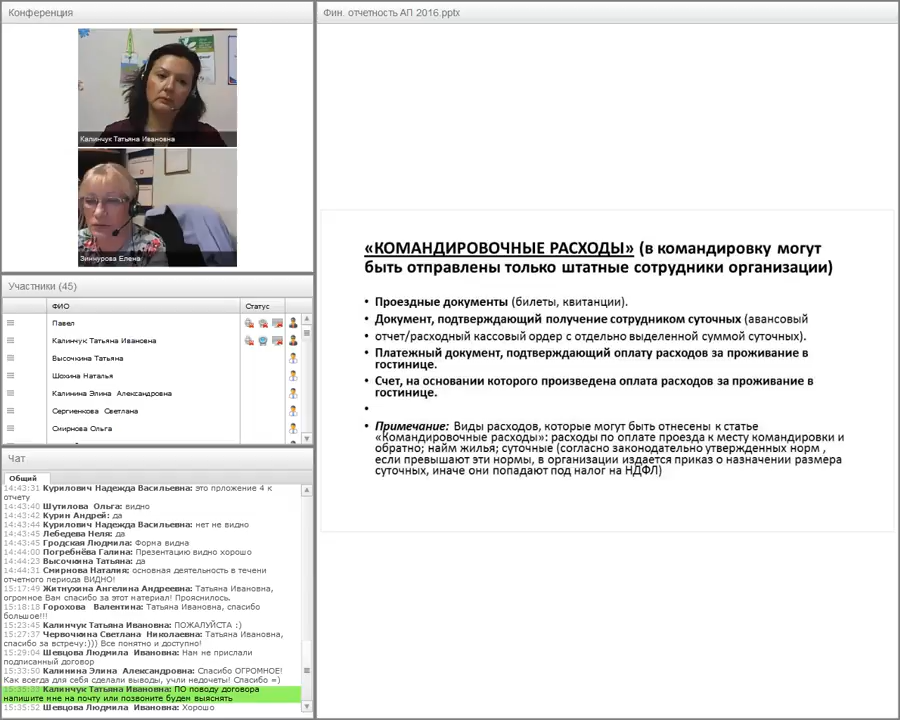 Конференция
Калинчук Татьяна Ивановна
Зинчурова Елена
Участники (45)
ФИО Статус
Павел
Калинчук Татьяна Ивановна
Высочкина Татьяна
Шохина Наталья
Калинина Элина Александровна
Сергиенкова Светлана
Смирнова Ольга
Чат
Общий
14:43:31 Курилович Надежда Васильевна: это прложение 4 к
отчету
14:43:40 Шутилова Ольга: видно
14:43:42 Курин Андрей: да
14:43:44 Курилович Надежда Васильевна: нет не видно
14:43:45 Лебедева Неля: да
14:43:45 Гродская Людмила: Форма видна
14:44:00 Погребнёва Галина: Презентацию видно хорошо
14:44:23 Высочкина Татьяна: да
14:44:31 Смирнова Наталия: основная деятельность в течени
отчетного периода ВИДНО!
15:17:49 Житнухина Ангелина Андреевна: Татьяна Ивановна,
огромное Вам спасибо за этот материал! Прояснилось.
15:18:18 Горохова Валентина: Татьяна Ивановна, спасибо
большое!!!
15:23:45 Калинчук Татьяна Ивановна: ПОЖАЛУЙСТА :)
15:27:37 Червочкина Светлана Николаевна: Татьяна Ивановна,
спасибо за встречу:))) Все понятно и доступно!
15:29:04 Шевцова Людмила Ивановна: Нам не прислали
подписанный договор
15:33:50 Калинина Элина Александровна: Спасибо ОГРОМНОЕ!
Как всегда для себя сделали выводы, учли недочеты! Спасибо =)
15:35:33 Калинчук Татьяна Ивановна: ПО поводу договора
напишите мне на почту или позвоните будем выяснять
15:35:52 Шевцова Людмила Ивановна: Хорошо
Фин. отчетность АП 2016.pptx
«КОМАНДИРОВОЧНЫЕ РАСХОДЫ» (в командировку могут
быть отправлены только штатные сотрудники организации)
• Проездные документы (билеты, квитанции).
• Документ, подтверждающий получение сотрудником суточных (авансовый
• отчет/расходный кассовый ордер с отдельно выделенной суммой суточных).
• Платежный документ, подтверждающий оплату расходов за проживание в
гостинице.
• Счет, на основании которого произведена оплата расходов за проживание в
гостинице.
•
• Примечание: Виды расходов, которые могут быть отнесены к статье
«Командировочные расходы»: расходы по оплате проезда к месту командировки и
обратно; найм жилья; суточные (согласно законодательно утвержденных норм ,
если превышают эти нормы, в организации издается приказ о назначении размера
суточных, иначе они попадают под налог на НДФЛ)